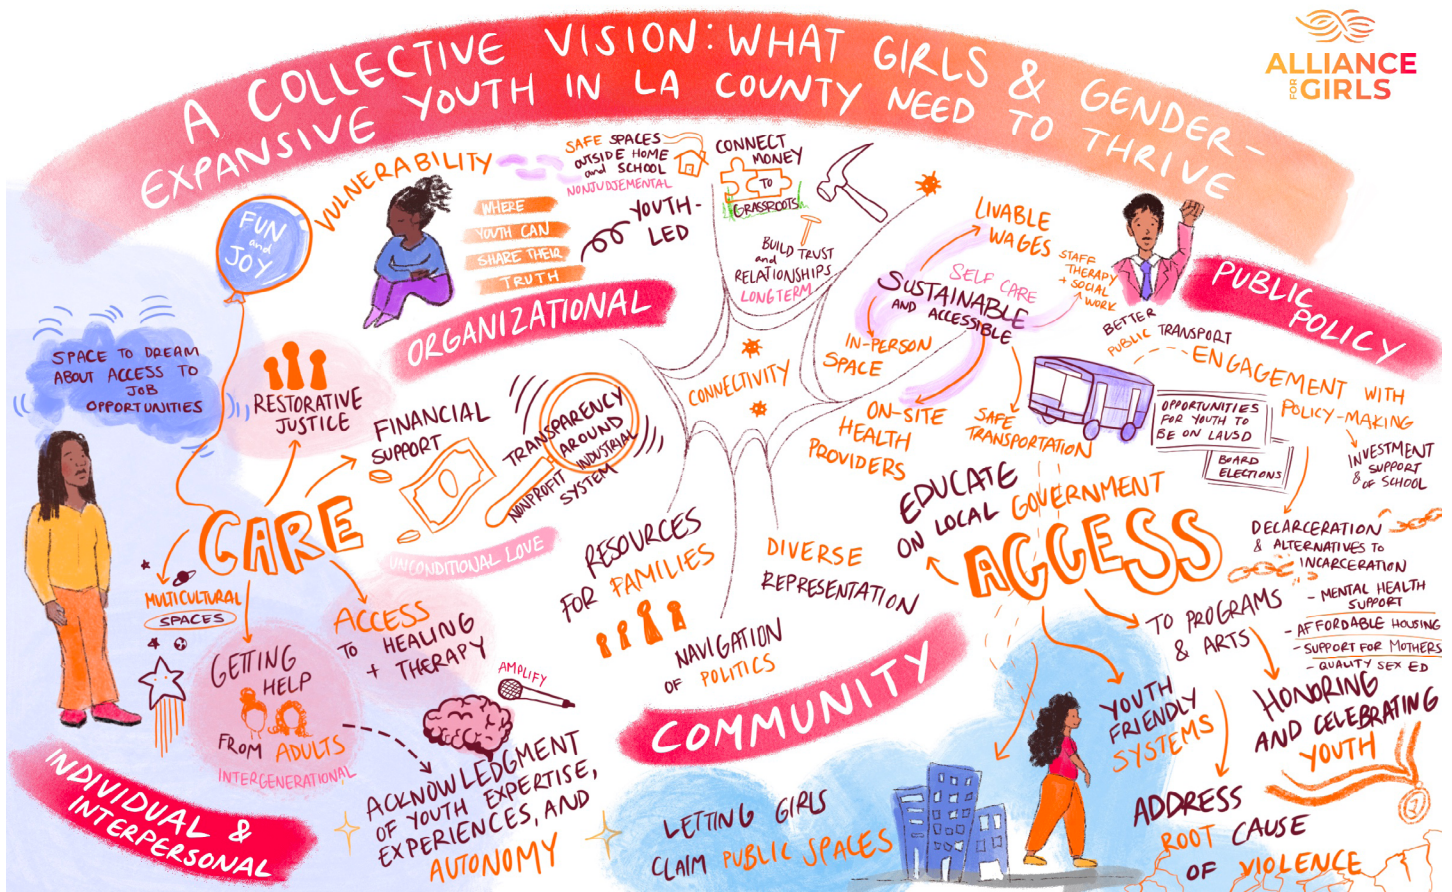 A COLLECTIVE VISION: WHAT GIRLS & GENDER-
EXPANSIVE YOUTH IN LA COUNTY NEED TO THRIVE
ALLIANCE
FOR
GIRLS
FUN
and
JOY
VULNERABILITY
SAFE SPACES
OUTSIDE HOME
and SCHOOL
NONJUDJEMENTAL
WHERE
YOUTH CAN
SHARE THEIR
TRUTH
YOUTH-
LED
CONNECT
MONEY
TO
GRASSROOTS
BUILD TRUST
and
RELATIONSHIPS
LONGTERM
ORGANIZATIONAL
CONNECTIVITY
LIVABLE
WAGES
SELF CARE
STAFF
THERAPY
+ SOCIAL
WORK
SUSTAINABLE
AND ACCESSIBLE
IN-PERSON
SPACE
ON-SITE
HEALTH
PROVIDERS
SAFE
TRANSPORTATION
BETTER
PUBLIC TRANSPORT
PUBLIC
POLICY
ENGAGEMENT WITH
POLICY-MAKING
OPPORTUNITIES
FOR YOUTH TO
BE ON LAUSD
BOARD
ELECTIONS
INVESTMENT
& SUPPORT
OF SCHOOL
DECARCERATION
& ALTERNATIVES TO
INCARCERATION
- MENTAL HEALTH
SUPPORT
- AFFORDABLE HOUSING
- SUPPORT FOR MOTHERS
- QUALITY SEX ED
SPACE TO DREAM
ABOUT ACCESS TO
JOB
OPPORTUNITIES
RESTORATIVE
JUSTICE
FINANCIAL
SUPPORT
TRANSPARENCY
AROUND
NONPROFIT INDUSTRIAL
SYSTEM
CARE
UNCONDITIONAL LOVE
MULTICULTURAL
SPACES
GETTING
HELP
FROM ADULTS
INTERGENERATIONAL
ACCESS
TO HEALING
+ THERAPY
AMPLIFY
ACKNOWLEDGMENT
OF YOUTH EXPERTISE,
EXPERIENCES, AND
AUTONOMY
INDIVIDUAL &
INTERPERSONAL
RESOURCES
FOR FAMILIES
DIVERSE
REPRESENTATION
NAVIGATION
OF POLITICS
COMMUNITY
LETTING GIRLS
CLAIM PUBLIC SPACES
EDUCATE
ON LOCAL GOVERNMENT
ACCESS
TO PROGRAMS
& ARTS
YOUTH
FRIENDLY
SYSTEMS
HONORING
AND CELEBRATING
YOUTH
ADDRESS
ROOT CAUSE
OF VIOLENCE